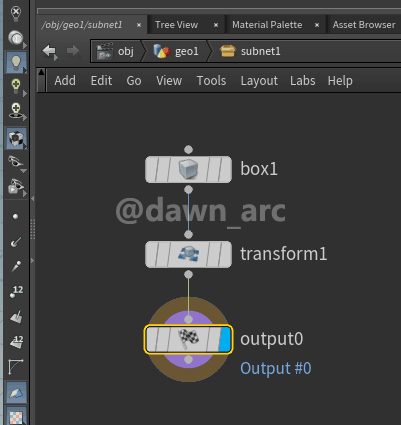 /obj/geo1/subnet1 × Tree View × Material Palette × Asset Browser
obj geo1 subnet1
Add Edit Go View Tools Layout Labs Help
box1
@dawn_arc
transform1
12
.12
output0
Output #0